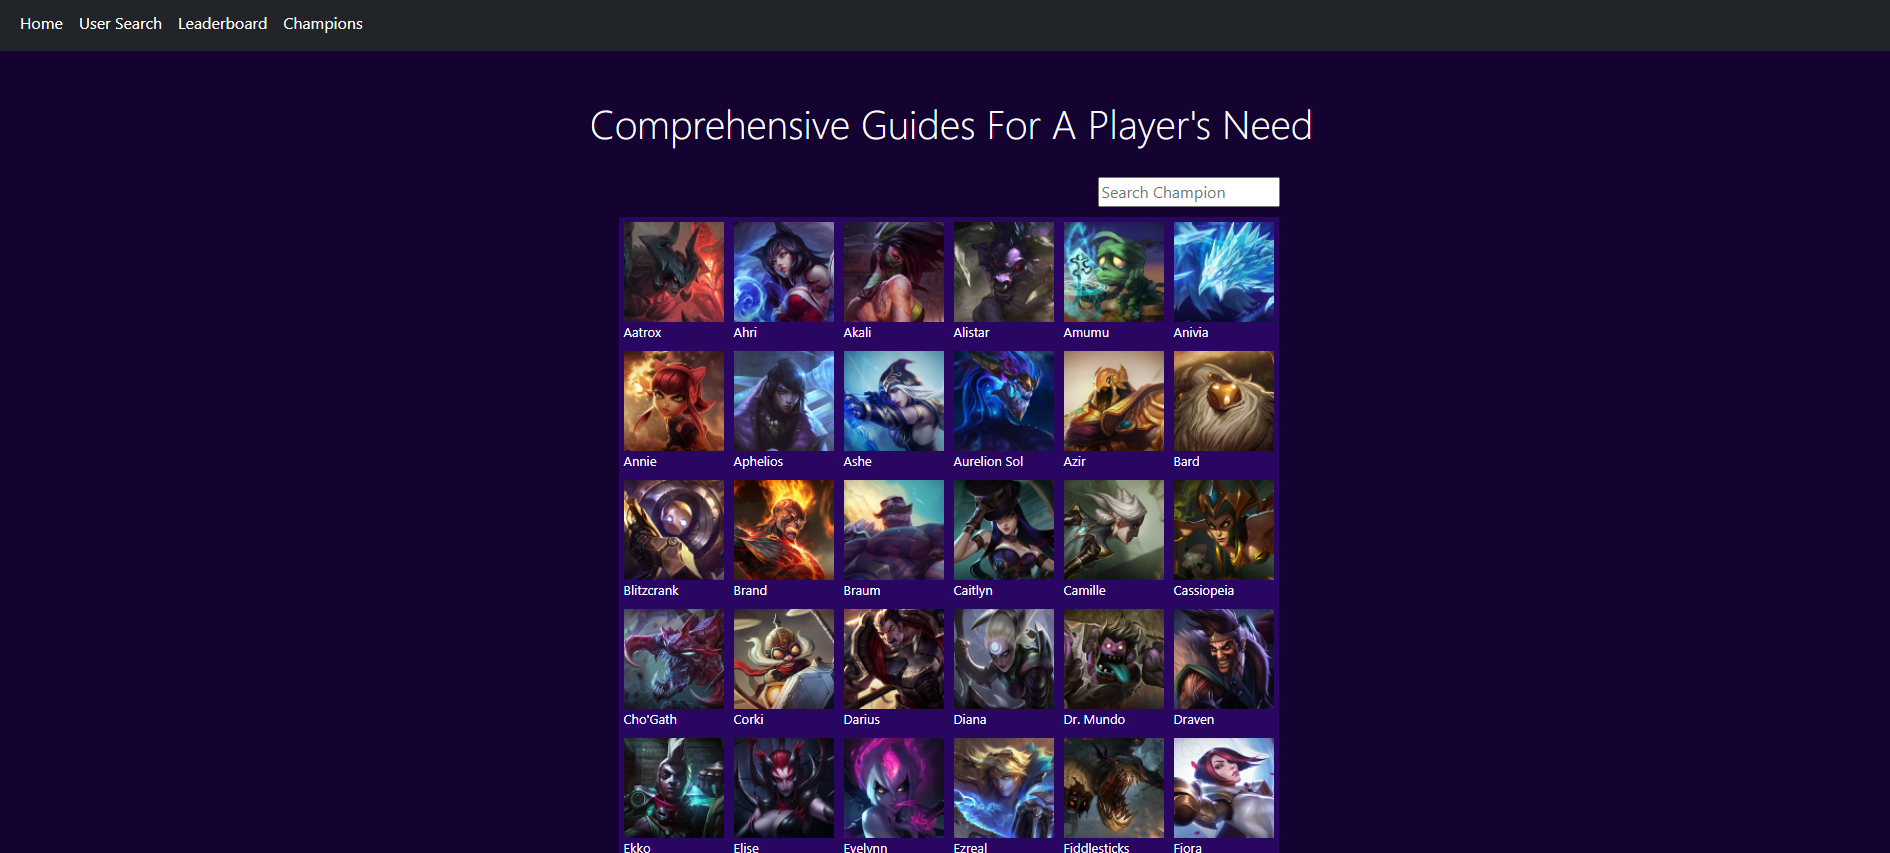 Home User Search Leaderboard Champions
Comprehensive Guides For A Player's Need
Search Champion
Aatrox Ahri Akali Alistar Amumu Anivia
Annie Aphelios Ashe Aurelion Sol Azir Bard
Blitzcrank Brand Braum Caitlyn Camille Cassiopeia
Cho'Gath Corki Darius Diana Dr. Mundo Draven
Ekko Elise Evelynn Ezreal Fiddlesticks Fiora